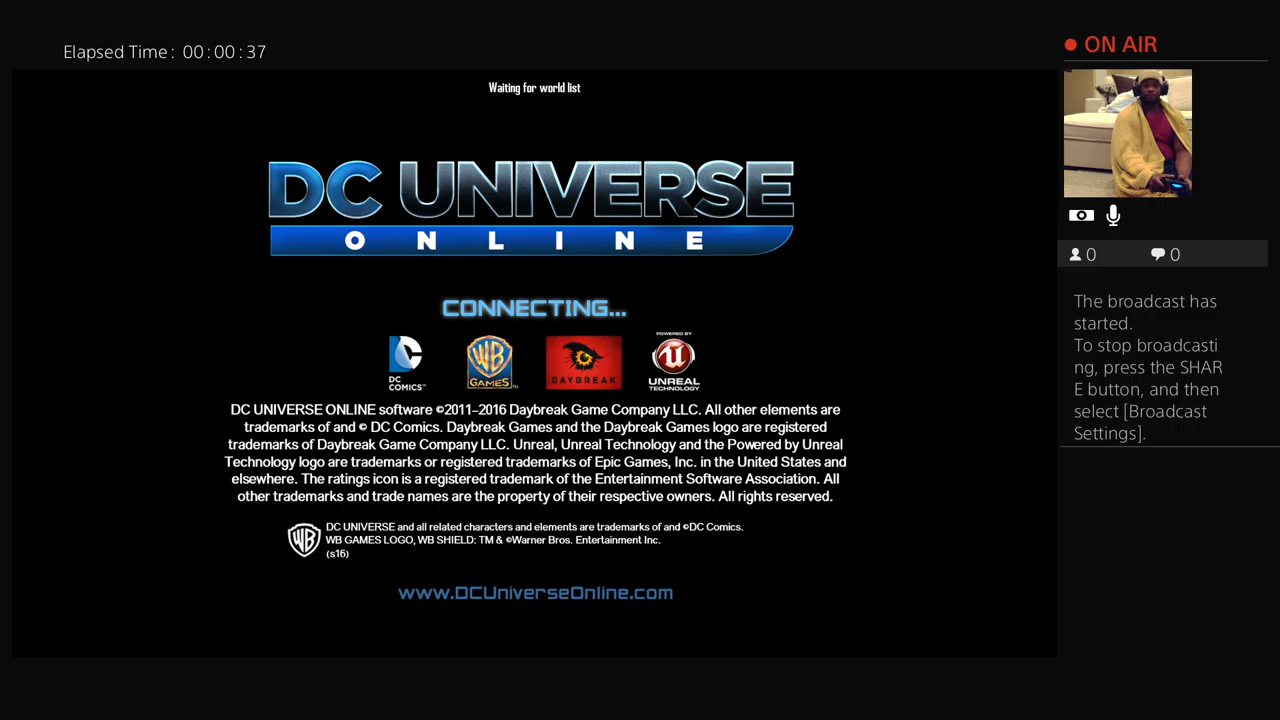 Elapsed Time: 00:00:37
ON AIR
Waiting for world list
DC UNIVERSE
ONLINE
0
0
CONNECTING...
The broadcast has
started.
To stop broadcasti
ng, press the SHAR
E button, and then
select [Broadcast
Settings].
DC
COMICS™
WB
GAMES™
DAYBREAK
POWERED BY
UNREAL
TECHNOLOGY
DC UNIVERSE ONLINE software ©2011-2016 Daybreak Game Company LLC. All other elements are
trademarks of and © DC Comics. Daybreak Games and the Daybreak Games logo are registered
trademarks of Daybreak Game Company LLC. Unreal, Unreal Technology and the Powered by Unreal
Technology logo are trademarks or registered trademarks of Epic Games, Inc. in the United States and
elsewhere. The ratings icon is a registered trademark of the Entertainment Software Association. All
other trademarks and trade names are the property of their respective owners. All rights reserved.
WB
DC UNIVERSE and all related characters and elements are trademarks of and ©DC Comics.
WB GAMES LOGO, WB SHIELD: TM & ©Warner Bros. Entertainment Inc.
(s16)
www.DCUniverseOnline.com